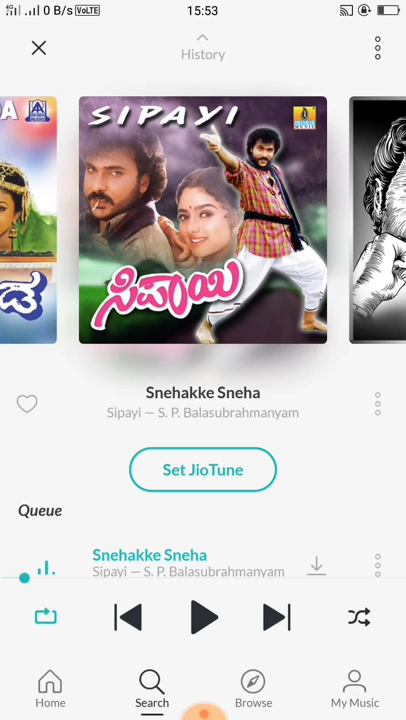 4G 0 B/s VoLTE 15:53
History
SIPAYI
ಸಿಪಾಯಿ
Snehakke Sneha
Sipayi — S. P. Balasubrahmanyam
Set JioTune
Queue
Snehakke Sneha
Sipayi — S. P. Balasubrahmanyam
Home Search Browse My Music